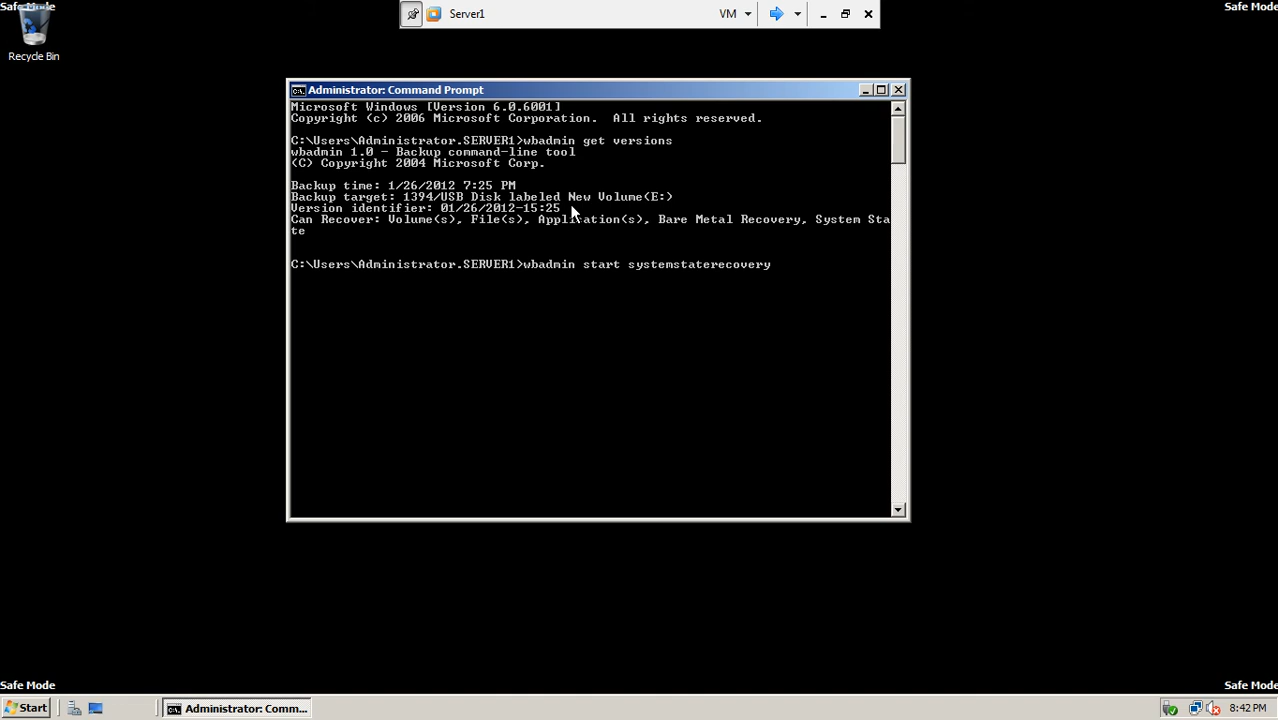 Safe Mode
Server1
VM
Safe Mode
Recycle Bin
Administrator: Command Prompt
Microsoft Windows [Version 6.0.6001]
Copyright (c) 2006 Microsoft Corporation.  All rights reserved.
C:\Users\Administrator.SERVER1>wbadmin get versions
wbadmin 1.0 - Backup command-line tool
(C) Copyright 2004 Microsoft Corp.
Backup time: 1/26/2012 7:25 PM
Backup target: 1394/USB Disk labeled New Volume(E:)
Version identifier: 01/26/2012-15:25
Can Recover: Volume(s), File(s), Application(s), Bare Metal Recovery, System Sta
te
C:\Users\Administrator.SERVER1>wbadmin start systemstaterecovery
Safe Mode
Safe Mode
Start
Administrator: Comm...
8:42 PM